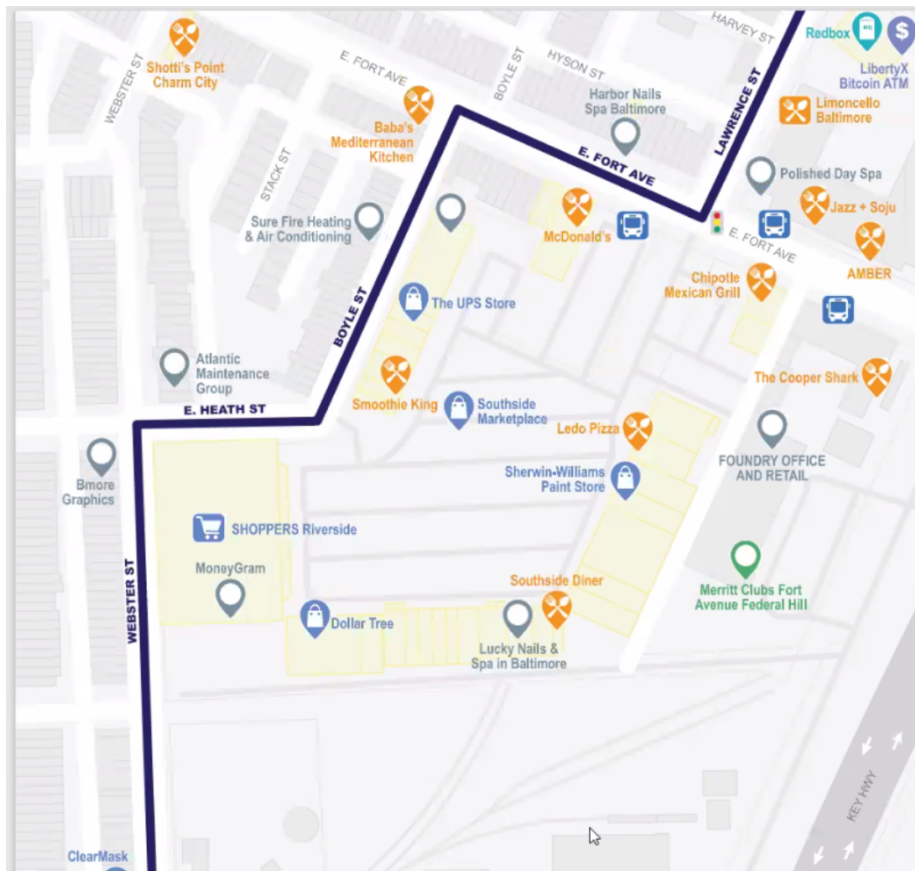 HARVEY ST
Redbox
LibertyX
Bitcoin ATM
Shotti's Point
Charm City
WEBSTER ST
E. FORT AVE
BOYLE ST
HYSON ST
LAWRENCE ST
Harbor Nails
Spa Baltimore
Limoncello
Baltimore
Baba's
Mediterranean
Kitchen
E. FORT AVE
STACK ST
Polished Day Spa
Sure Fire Heating
& Air Conditioning
McDonald's
Jazz + Soju
E. FORT AVE
AMBER
Chipotle
Mexican Grill
The UPS Store
BOYLE ST
Atlantic
Maintenance
Group
The Cooper Shark
Smoothie King
Southside
Marketplace
E. HEATH ST
Ledo Pizza
FOUNDRY OFFICE
AND RETAIL
Sherwin-Williams
Paint Store
Bmore
Graphics
SHOPPERS Riverside
MoneyGram
WEBSTER ST
Southside Diner
Merritt Clubs Fort
Avenue Federal Hill
Dollar Tree
Lucky Nails &
Spa in Baltimore
KEY HWY
ClearMask